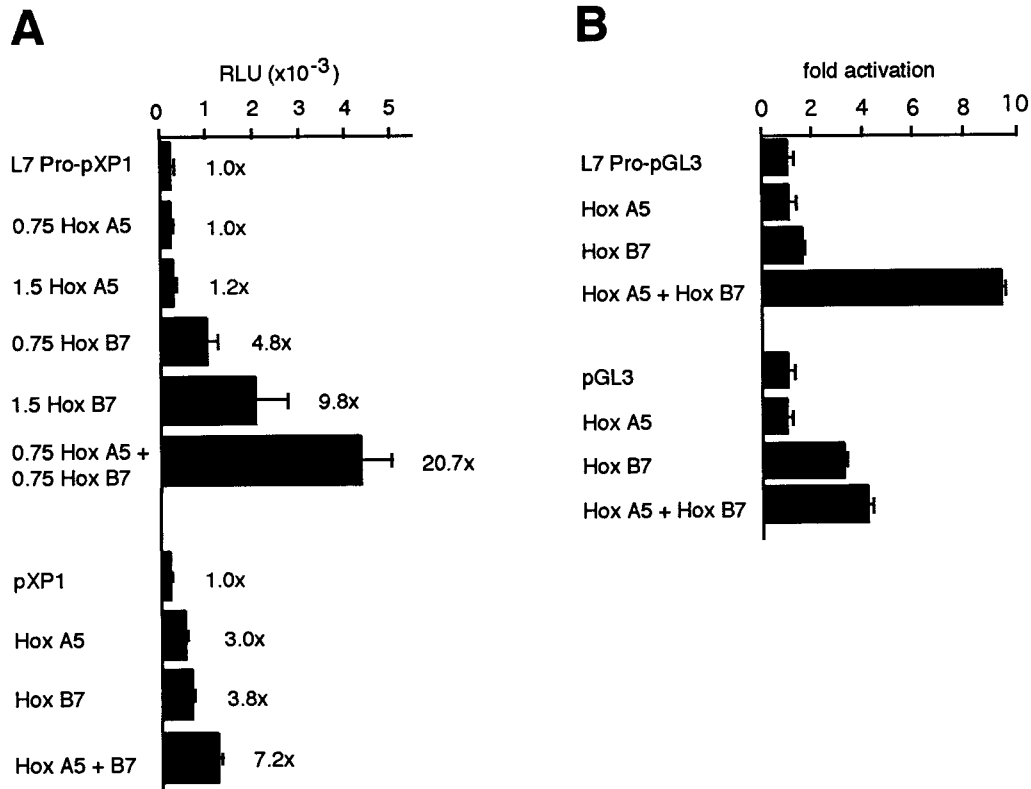 A
RLU (x10⁻³)
0 1 2 3 4 5
L7 Pro-pXP1 1.0x
0.75 Hox A5 1.0x
1.5 Hox A5 1.2x
0.75 Hox B7 4.8x
1.5 Hox B7 9.8x
0.75 Hox A5 +
0.75 Hox B7 20.7x
pXP1 1.0x
Hox A5 3.0x
Hox B7 3.8x
Hox A5 + B7 7.2x
B
fold activation
0 2 4 6 8 10
L7 Pro-pGL3
Hox A5
Hox B7
Hox A5 + Hox B7
pGL3
Hox A5
Hox B7
Hox A5 + Hox B7